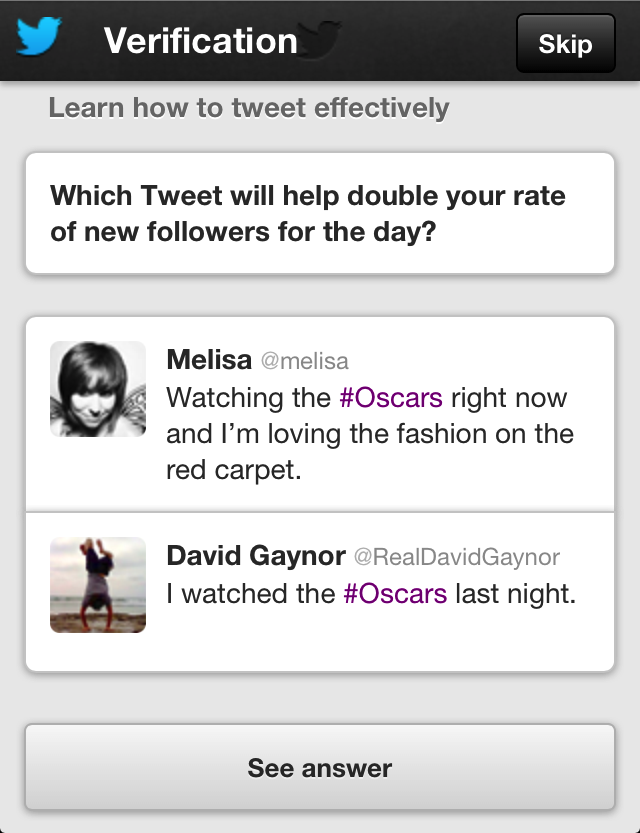 Verification
Skip
Learn how to tweet effectively
Which Tweet will help double your rate
of new followers for the day?
Melisa @melisa
Watching the #Oscars right now
and I’m loving the fashion on the
red carpet.
David Gaynor @RealDavidGaynor
I watched the #Oscars last night.
See answer